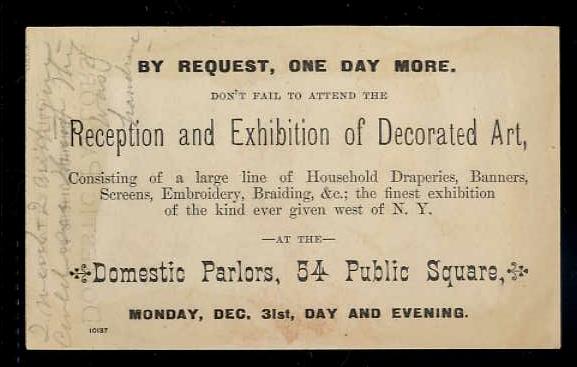 BY REQUEST, ONE DAY MORE.
DON'T FAIL TO ATTEND THE
Reception and Exhibition of Decorated Art,
Consisting of a large line of Household Draperies, Banners,
Screens, Embroidery, Braiding, &c.; the finest exhibition
of the kind ever given west of N. Y.
—AT THE—
Domestic Parlors, 54 Public Square,
MONDAY, DEC. 31st, DAY AND EVENING.
10137